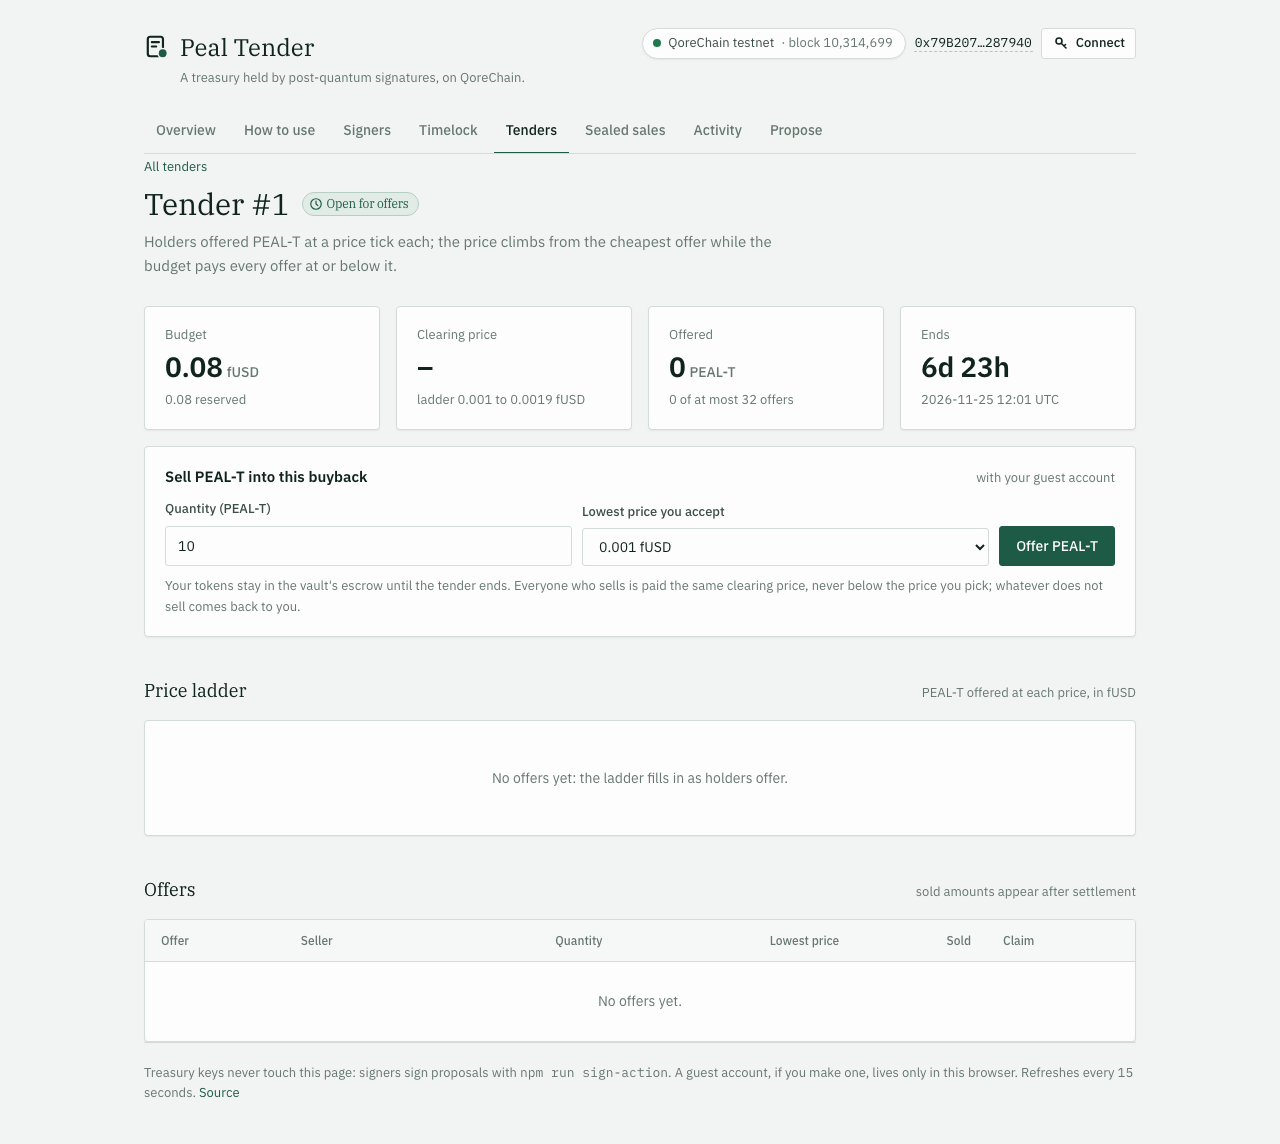 Peal Tender
QoreChain testnet · block 10,314,699
0x79B207…287940
Connect
A treasury held by post-quantum signatures, on QoreChain.
Overview How to use Signers Timelock Tenders Sealed sales Activity Propose
All tenders
Tender #1 Open for offers
Holders offered PEAL-T at a price tick each; the price climbs from the cheapest offer while the
budget pays every offer at or below it.
Budget
0.08 fUSD
0.08 reserved
Clearing price
–
ladder 0.001 to 0.0019 fUSD
Offered
0 PEAL-T
0 of at most 32 offers
Ends
6d 23h
2026-11-25 12:01 UTC
Sell PEAL-T into this buyback
with your guest account
Quantity (PEAL-T)
10
Lowest price you accept
0.001 fUSD
Offer PEAL-T
Your tokens stay in the vault's escrow until the tender ends. Everyone who sells is paid the same clearing price, never below the price you pick; whatever does not
sell comes back to you.
Price ladder
PEAL-T offered at each price, in fUSD
No offers yet: the ladder fills in as holders offer.
Offers
sold amounts appear after settlement
Offer Seller Quantity Lowest price Sold Claim
No offers yet.
Treasury keys never touch this page: signers sign proposals with npm run sign-action. A guest account, if you make one, lives only in this browser. Refreshes every 15
seconds. Source